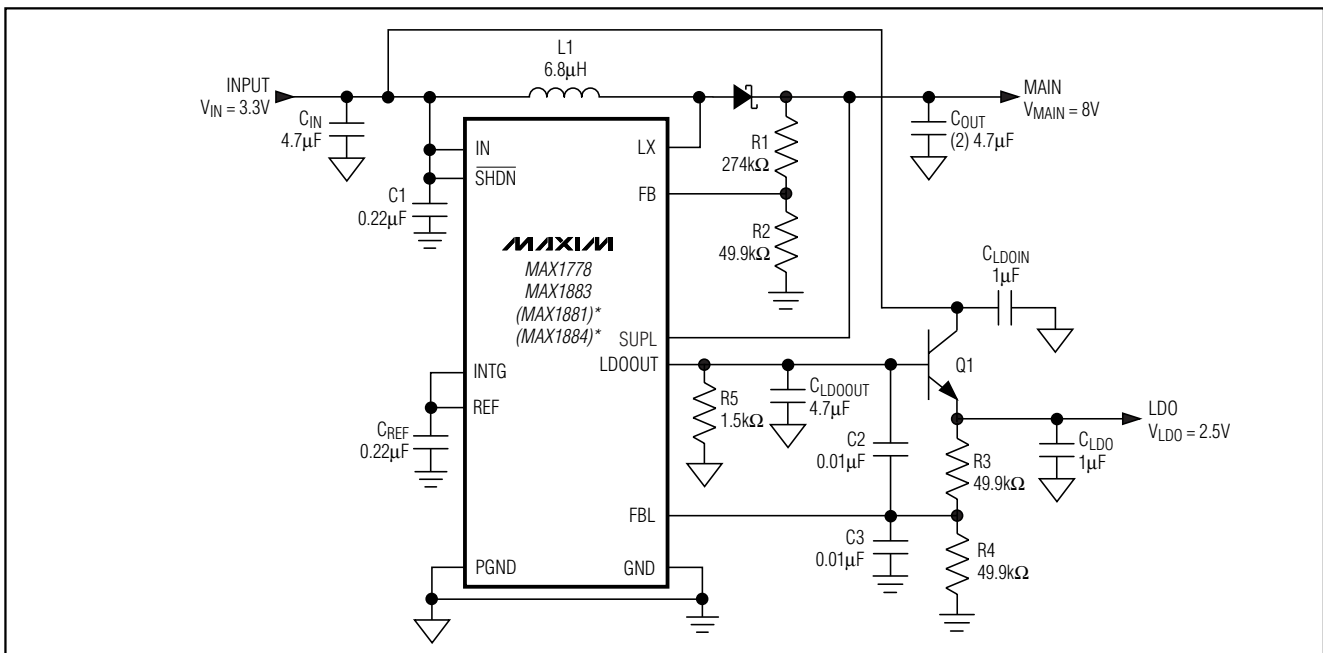 L1
6.8µH
INPUT
V_IN = 3.3V
MAIN
V_MAIN = 8V
C_IN
4.7µF
C_OUT
(2) 4.7µF
IN
S̅H̅D̅N̅
LX
R1
274kΩ
C1
0.22µF
FB
R2
49.9kΩ
MAXIM
MAX1778
MAX1883
(MAX1881)*
(MAX1884)*
C_LDOIN
1µF
SUPL
LDOOUT
Q1
INTG
REF
R5
1.5kΩ
C_LDOOUT
4.7µF
LDO
V_LDO = 2.5V
C_REF
0.22µF
C2
0.01µF
R3
49.9kΩ
C_LDO
1µF
FBL
C3
0.01µF
R4
49.9kΩ
PGND
GND